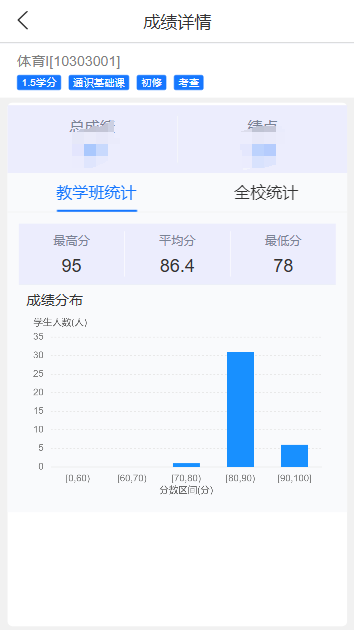 成绩详情
体育I[10303001]
1.5学分 通识基础课 初修 考查
总成绩 绩点
教学班统计 全校统计
最高分 平均分 最低分
95 86.4 78
成绩分布
学生人数(人)
35
30
25
20
15
10
5
0
[0,60) [60,70) [70,80) [80,90) [90,100]
分数区间(分)